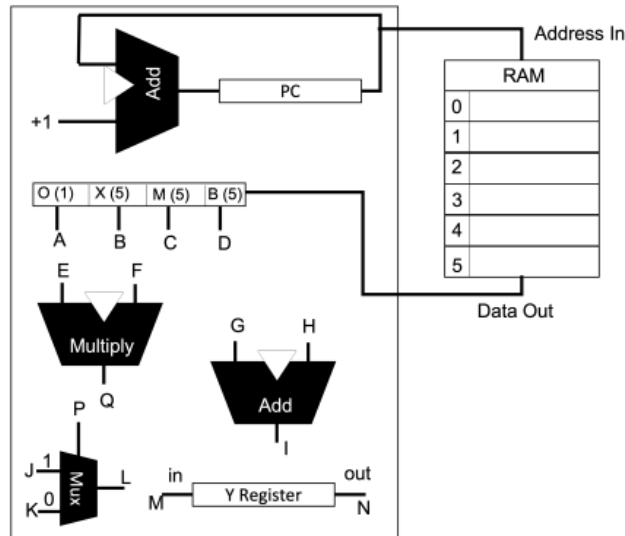 Address In
Add
PC
+1
RAM
0
1
2
3
4
5
O (1) X (5) M (5) B (5)
A B C D
Data Out
E F
Multiply
Q
G H
Add
I
P
J 1
Mux
L
K 0
in out
M Y Register N